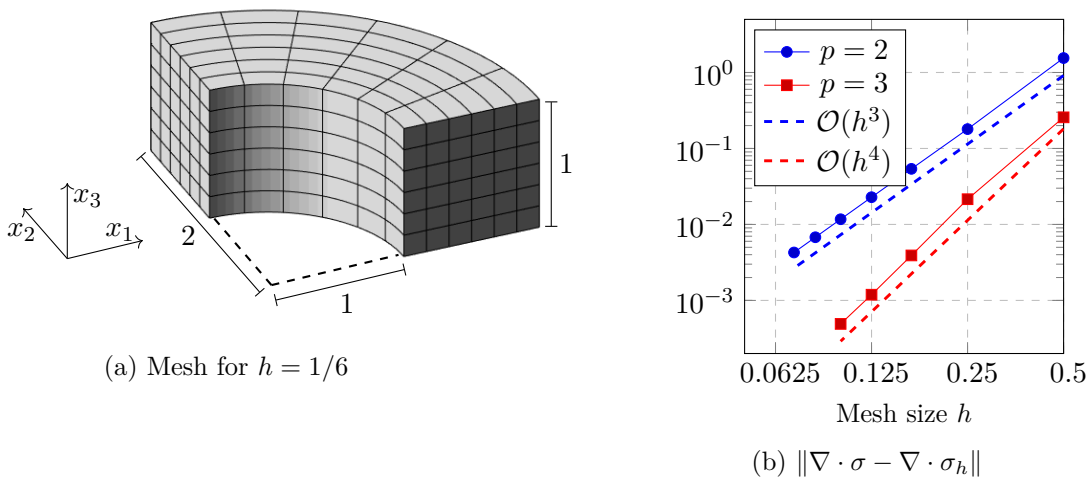 x₃
x₂
x₁
2
1
1
(a) Mesh for h = 1/6
p = 2
p = 3
𝒪(h³)
𝒪(h⁴)
10⁰
10⁻¹
10⁻²
10⁻³
0.0625 0.125 0.25 0.5
Mesh size h
(b) ‖∇ · σ − ∇ · σₕ‖